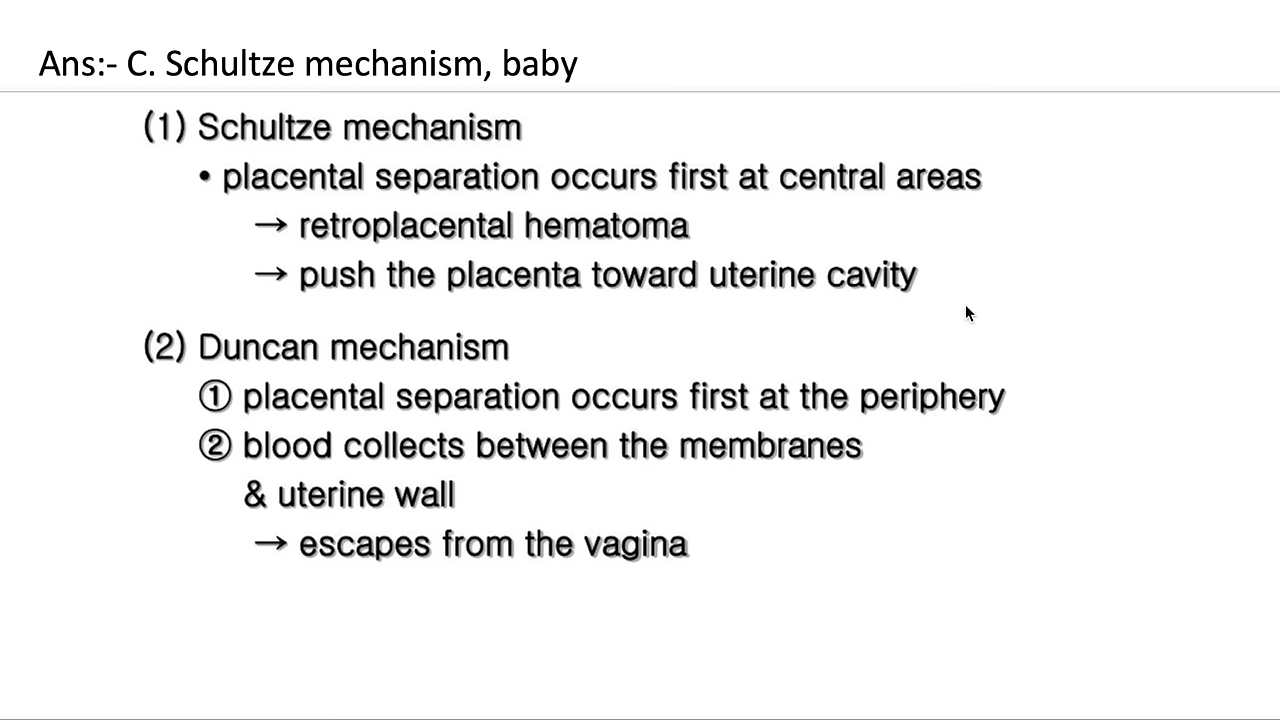 Ans:- C. Schultze mechanism, baby
(1) Schultze mechanism
• placental separation occurs first at central areas
→ retroplacental hematoma
→ push the placenta toward uterine cavity
(2) Duncan mechanism
① placental separation occurs first at the periphery
② blood collects between the membranes
& uterine wall
→ escapes from the vagina